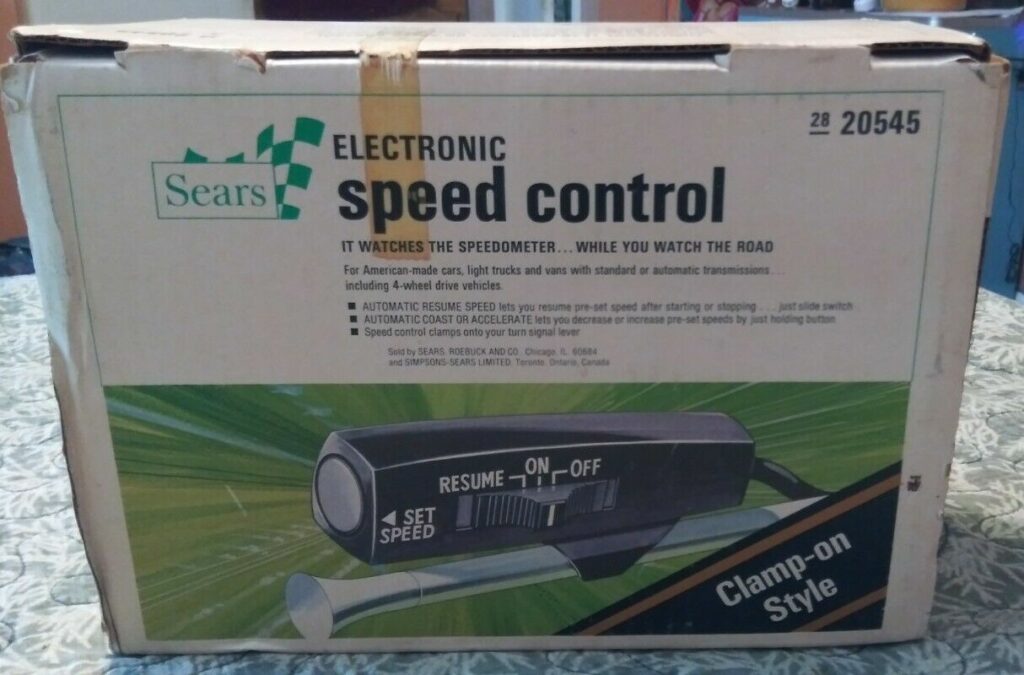 28 20545
ELECTRONIC
Sears
speed control
IT WATCHES THE SPEEDOMETER... WHILE YOU WATCH THE ROAD
For American-made cars, light trucks and vans with standard or automatic transmissions...
including 4-wheel drive vehicles.
■ AUTOMATIC RESUME SPEED lets you resume pre-set speed after starting or stopping ... just slide switch
■ AUTOMATIC COAST OR ACCELERATE lets you decrease or increase pre-set speeds by just holding button
■ Speed control clamps onto your turn signal lever
Sold by SEARS, ROEBUCK AND CO. Chicago, IL. 60684
and SIMPSONS-SEARS LIMITED, Toronto, Ontario, Canada
RESUME ON OFF
◀ SET
SPEED
Clamp-on
Style